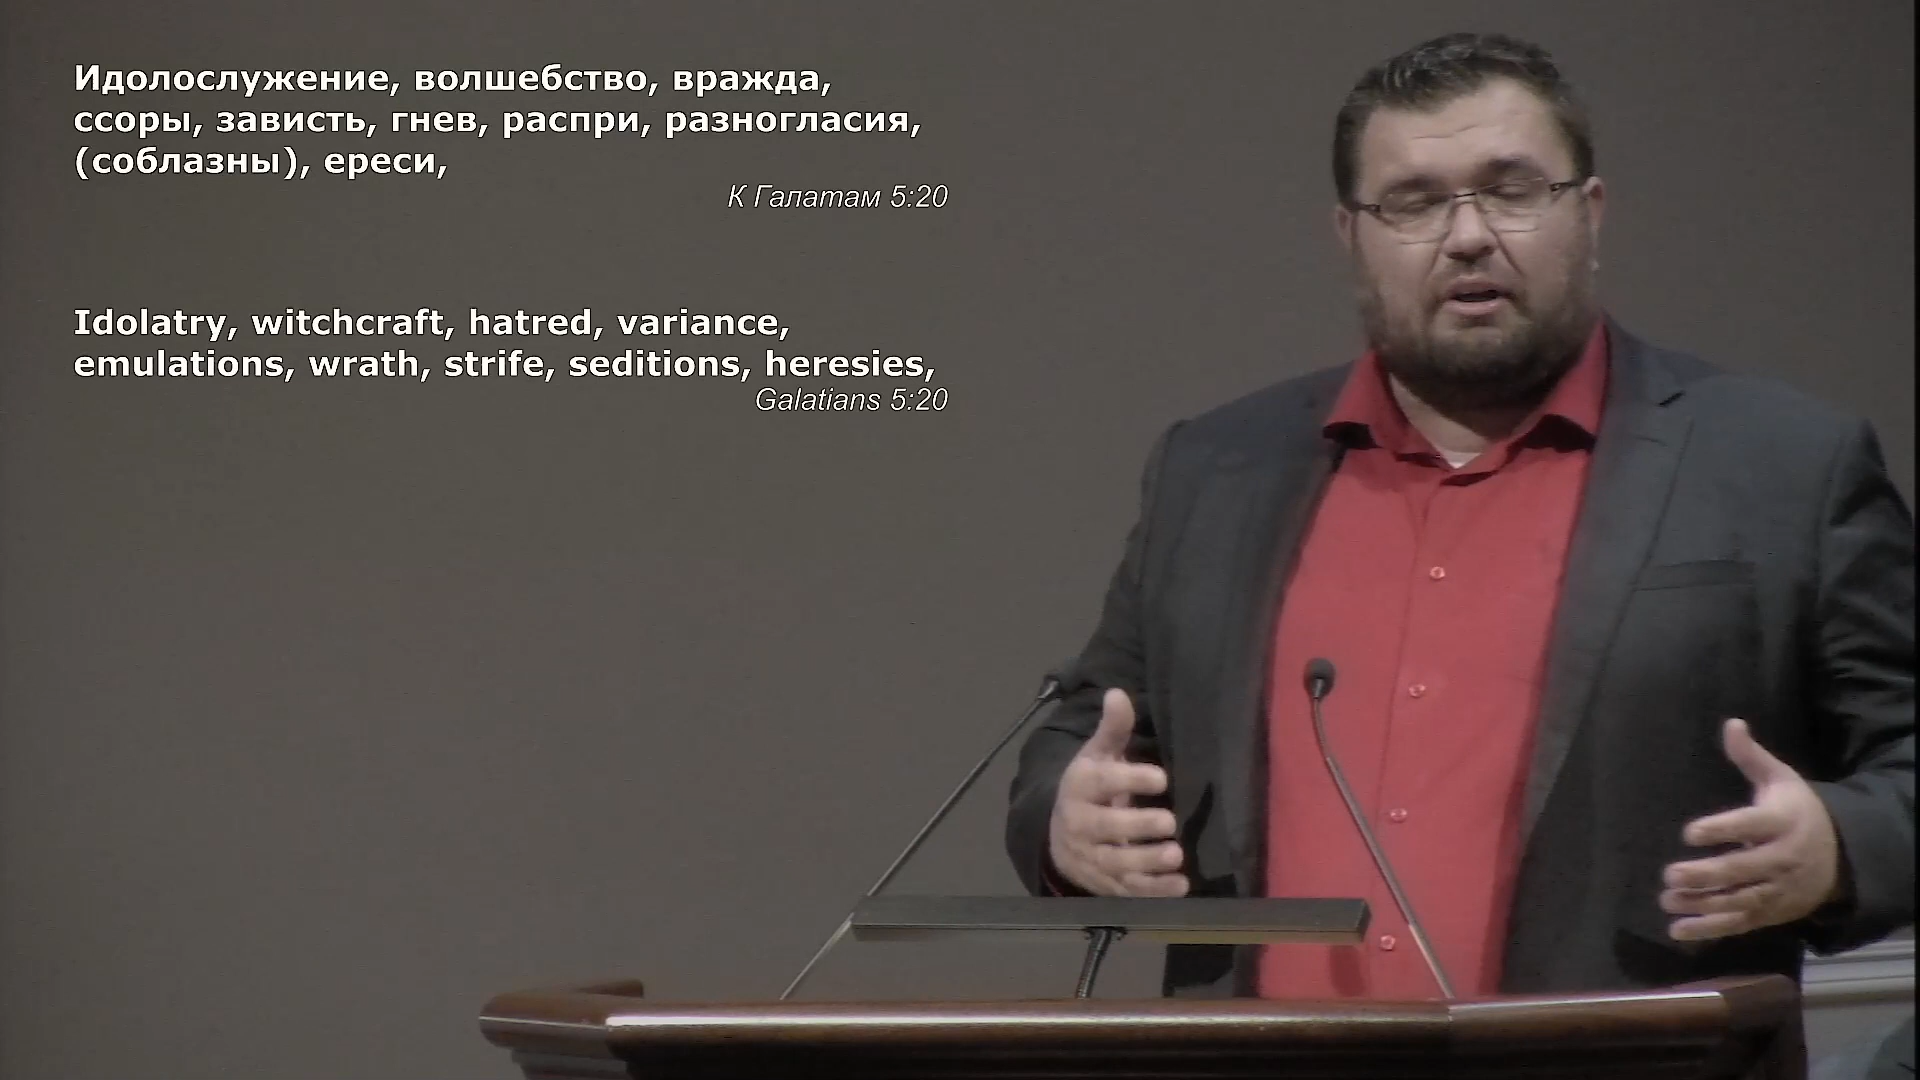 Идолослужение, волшебство, вражда,
ссоры, зависть, гнев, распри, разногласия,
(соблазны), ереси,
К Галатам 5:20
Idolatry, witchcraft, hatred, variance,
emulations, wrath, strife, seditions, heresies,
Galatians 5:20